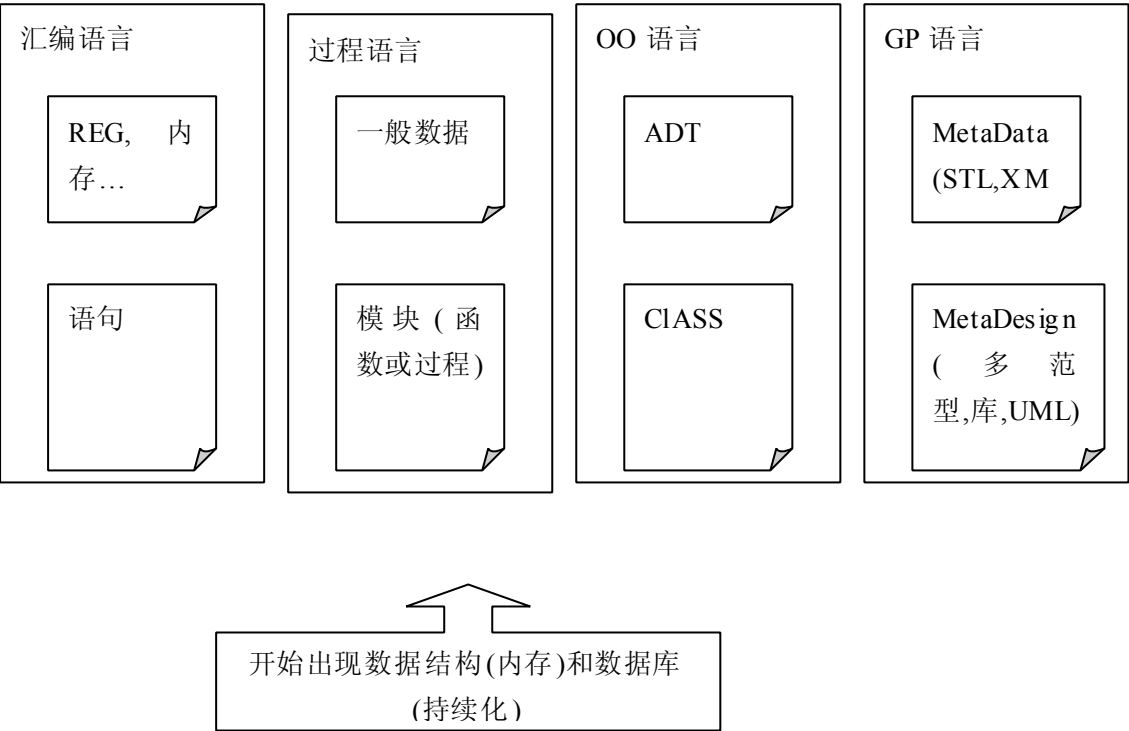 汇编语言
REG, 内
存…
语句
过程语言
一般数据
模块(函
数或过程)
OO 语言
ADT
ClASS
GP 语言
MetaData
(STL,XM
MetaDesign
( 多 范
型,库,UML)
开始出现数据结构(内存)和数据库
(持续化)